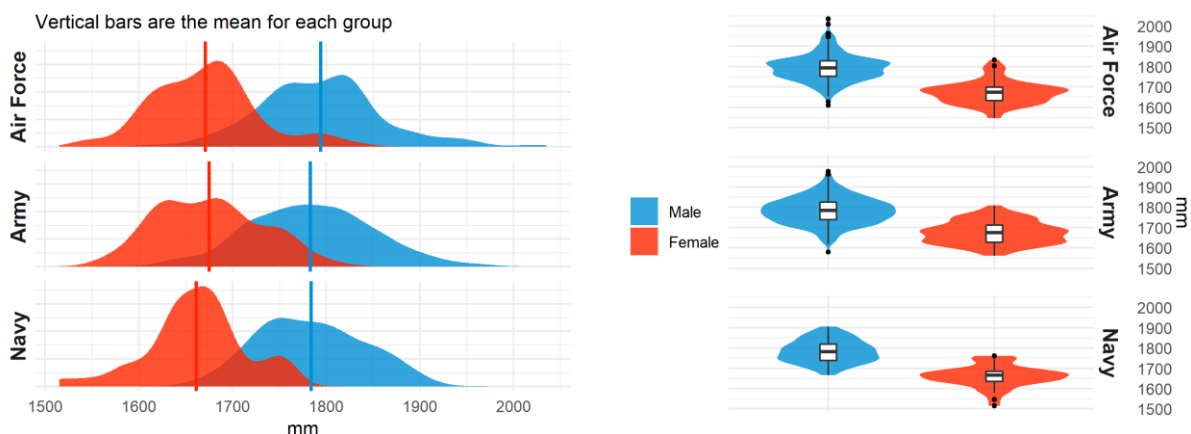 Vertical bars are the mean for each group
Air Force
Army
Navy
1500 1600 1700 1800 1900 2000
mm
Male
Female
2000
1900
1800
1700
1600
1500
Air Force
2000
1900
1800
1700
1600
1500
Army
mm
2000
1900
1800
1700
1600
1500
Navy